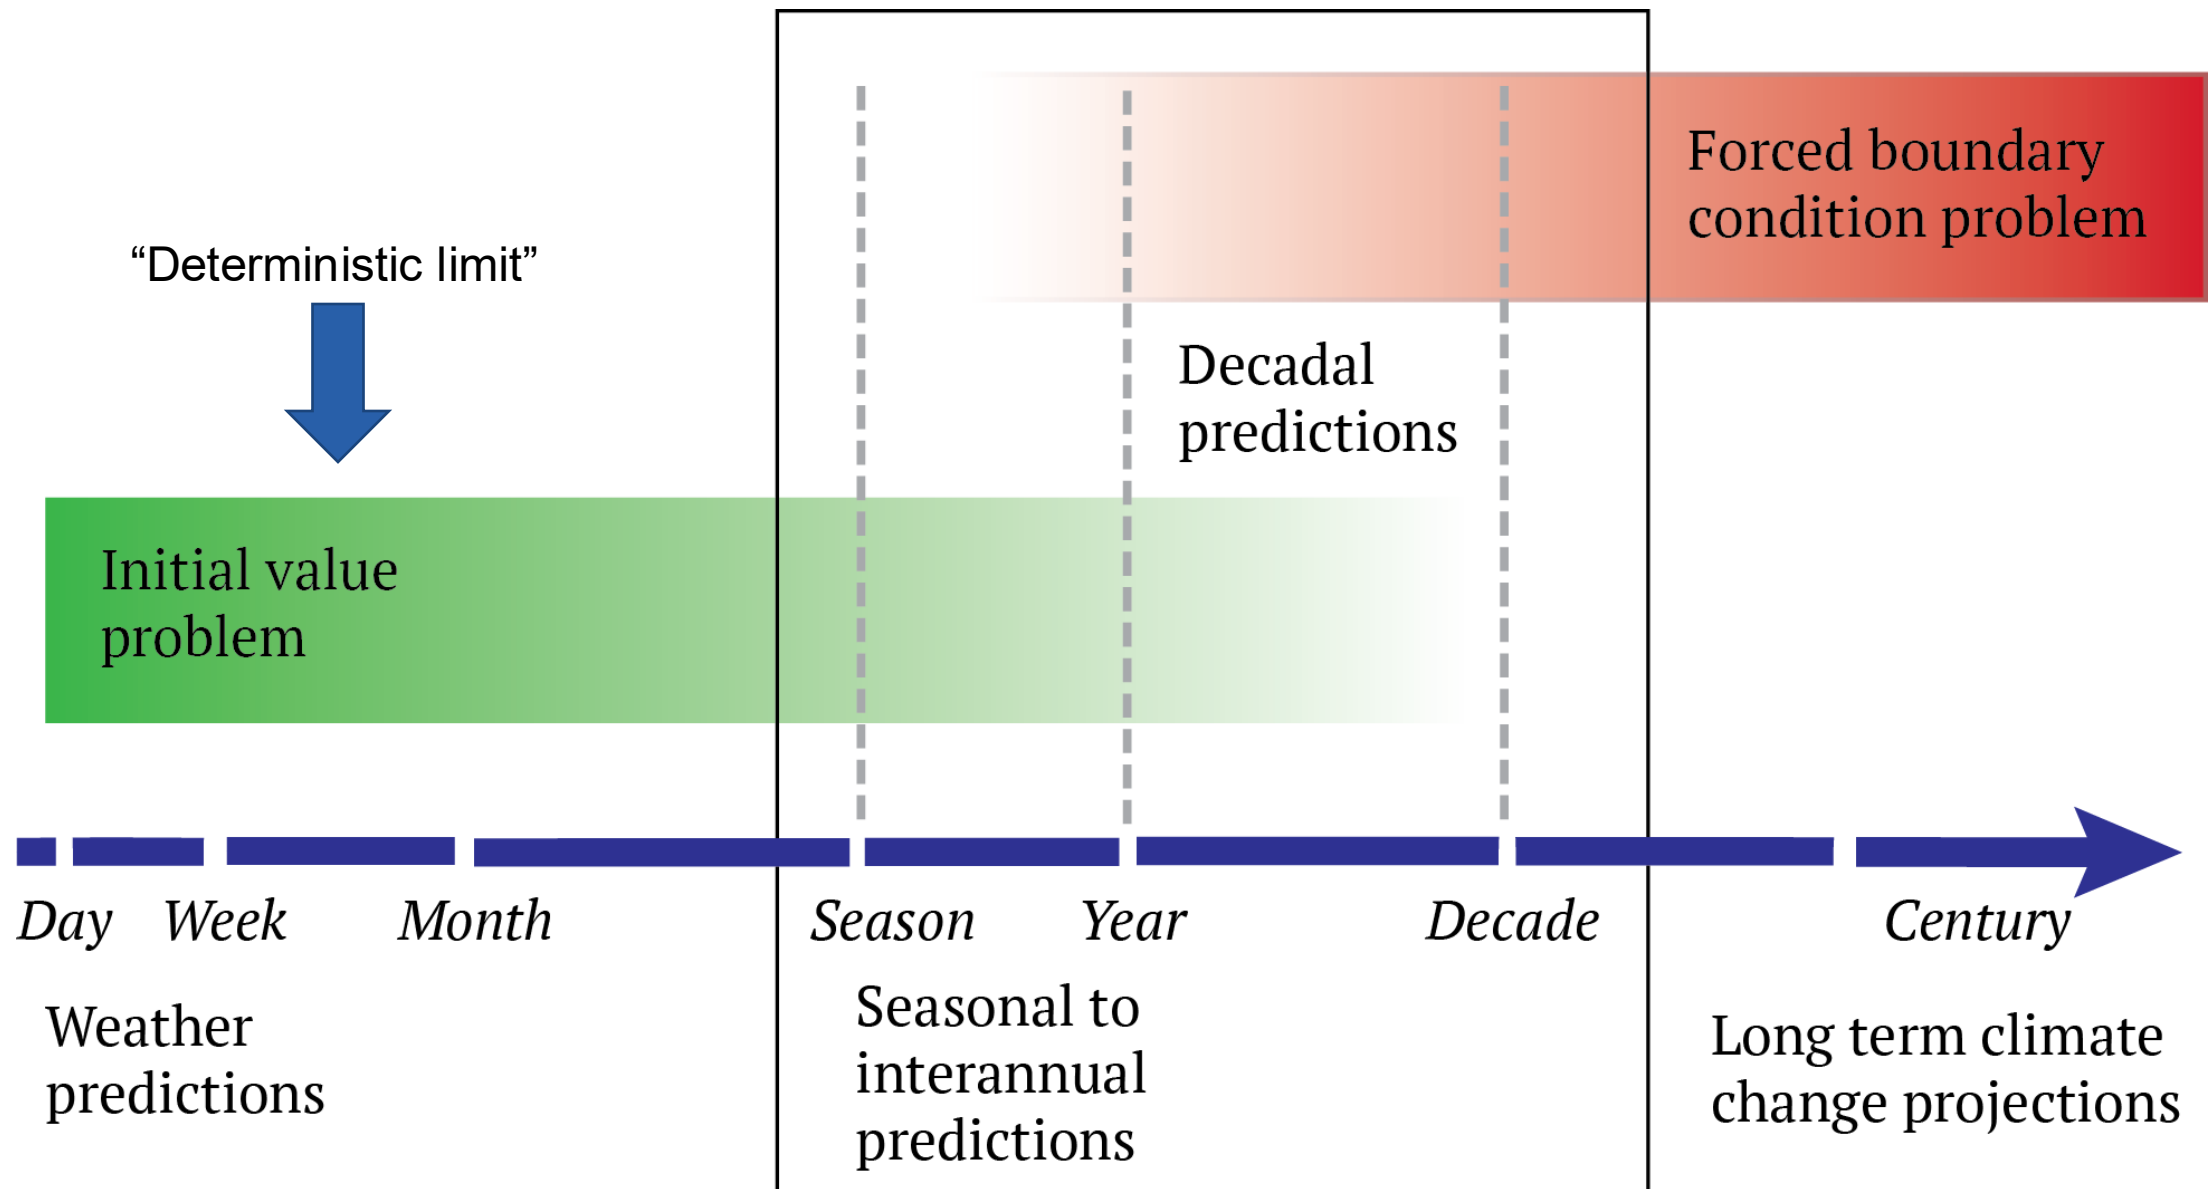 Forced boundary
condition problem
“Deterministic limit”
Decadal
predictions
Initial value
problem
Day Week Month Season Year Decade Century
Weather
predictions
Seasonal to
interannual
predictions
Long term climate
change projections